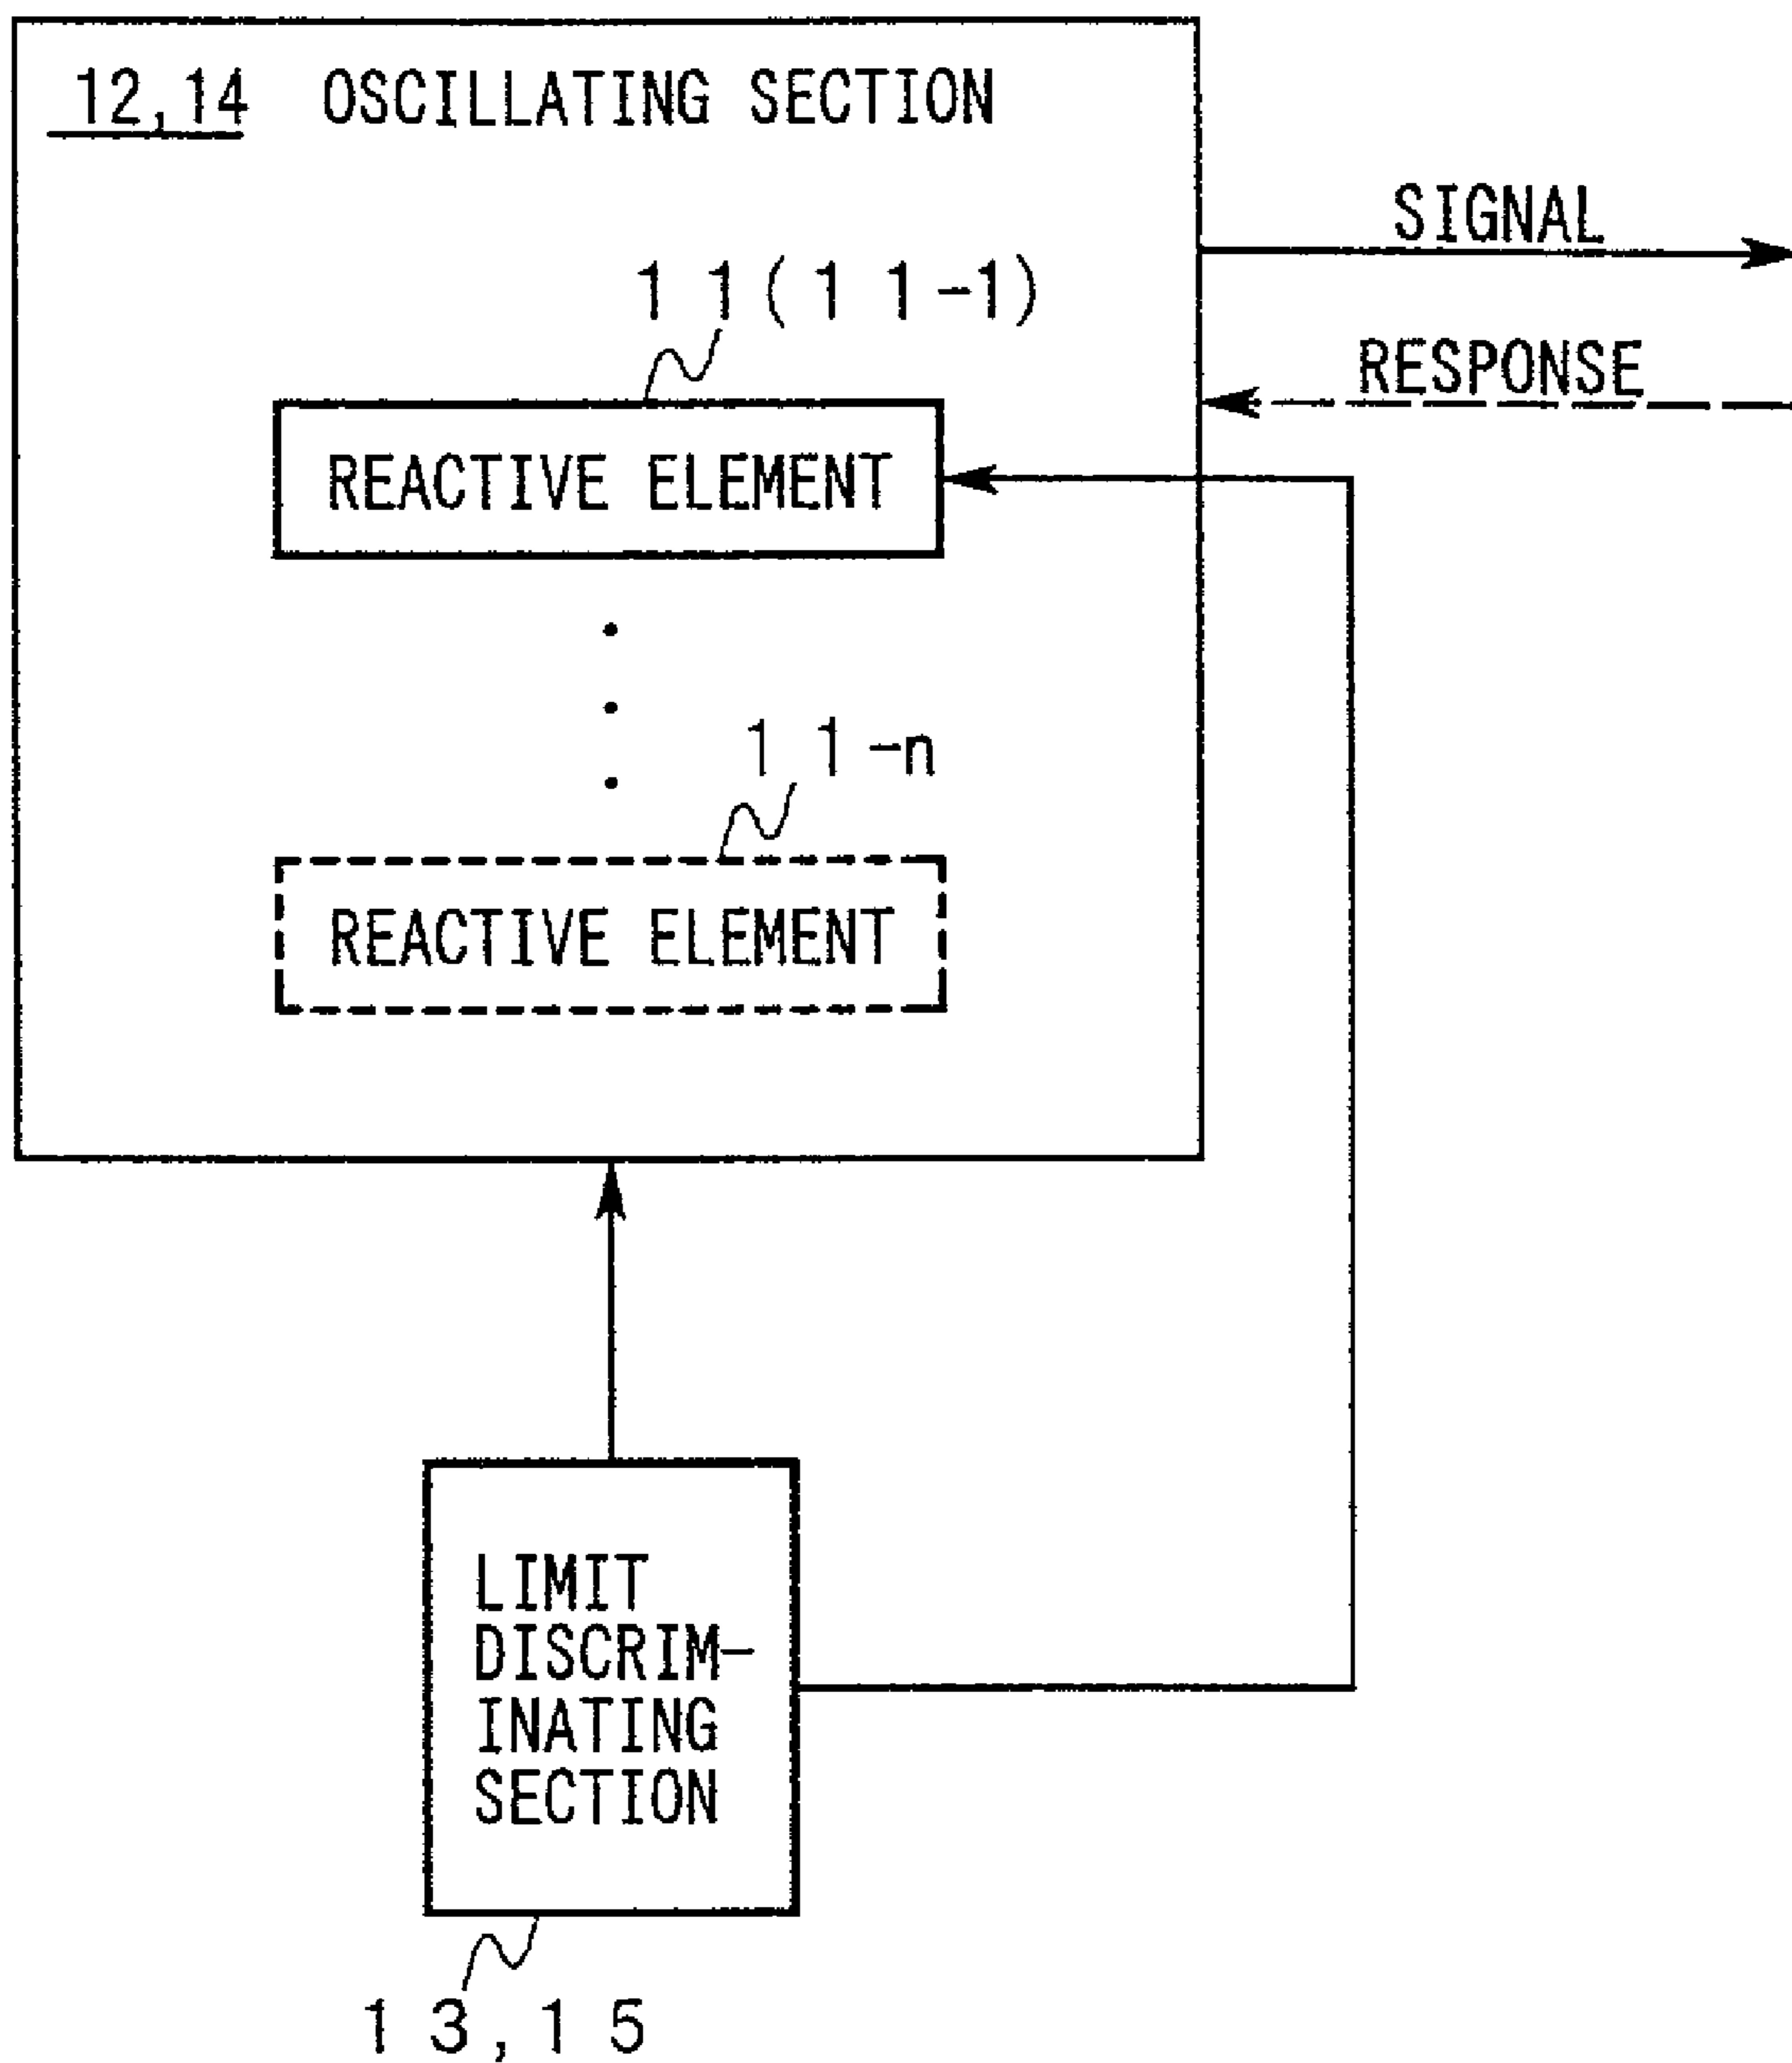 12,14 OSCILLATING SECTION
SIGNAL
11(11-1)
RESPONSE
REACTIVE ELEMENT
11-n
REACTIVE ELEMENT
LIMIT
DISCRIM-
INATING
SECTION
13,15